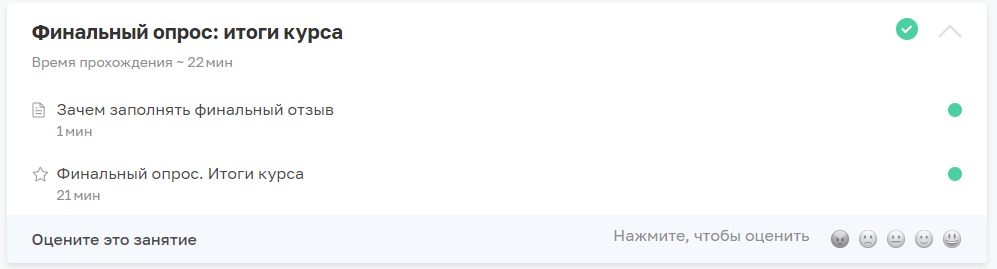 Финальный опрос: итоги курса
Время прохождения ~ 22 мин
Зачем заполнять финальный отзыв
1 мин
Финальный опрос. Итоги курса
21 мин
Оцените это занятие
Нажмите, чтобы оценить